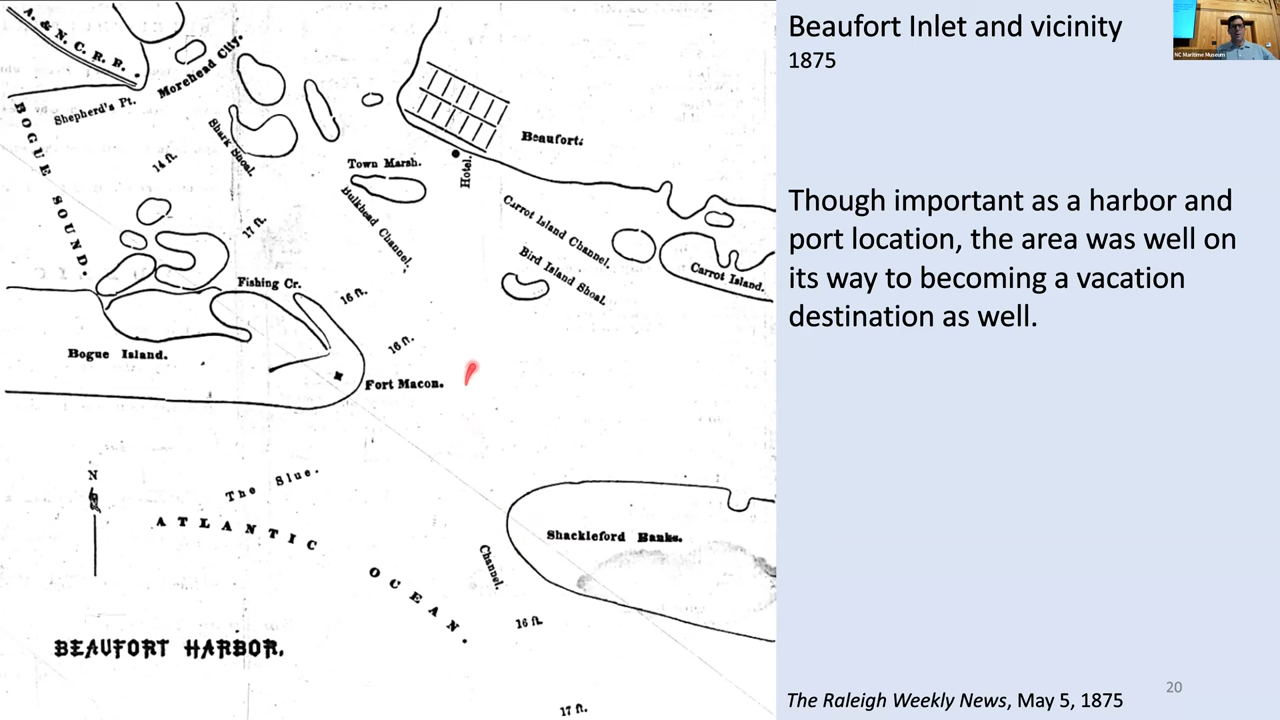 A. & N. C. R. R.
Morehead City.
Shepherd's Pt.
BOGUE SOUND.
Shark Shoal.
14 ft.
17 ft.
Town Marsh.
Hotel.
Beaufort:
Bulkhead Channel.
Carrot Island Channel.
Bird Island Shoal.
Carrot Island.
Fishing Cr.
16 ft.
16 ft.
Bogue Island.
Fort Macon.
N
The Slue.
ATLANTIC OCEAN.
Channel.
Shackleford Banks.
16 ft.
17 ft.
BEAUFORT HARBOR.
Beaufort Inlet and vicinity
1875
Though important as a harbor and
port location, the area was well on
its way to becoming a vacation
destination as well.
The Raleigh Weekly News, May 5, 1875
20
NC Maritime Museum